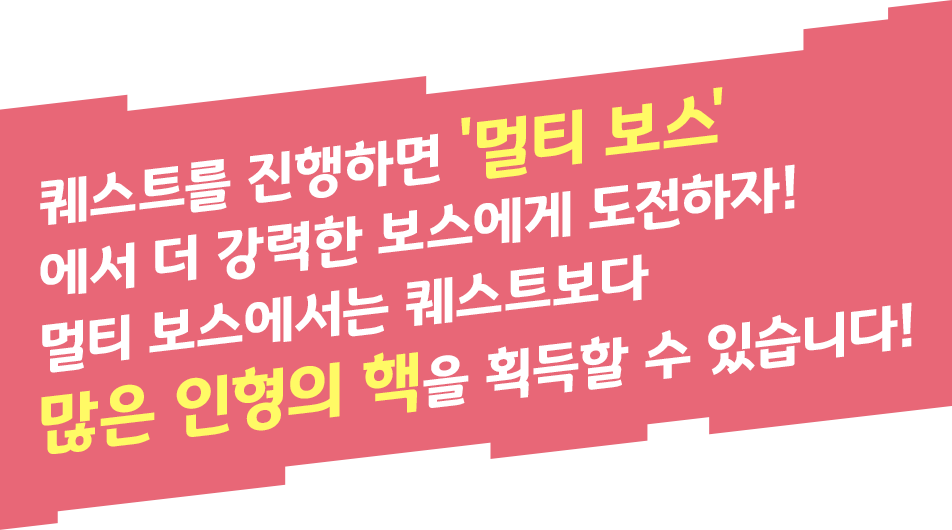 퀘스트를 진행하면 '멀티 보스'
에서 더 강력한 보스에게 도전하자!
멀티 보스에서는 퀘스트보다
많은 인형의 핵을 획득할 수 있습니다!